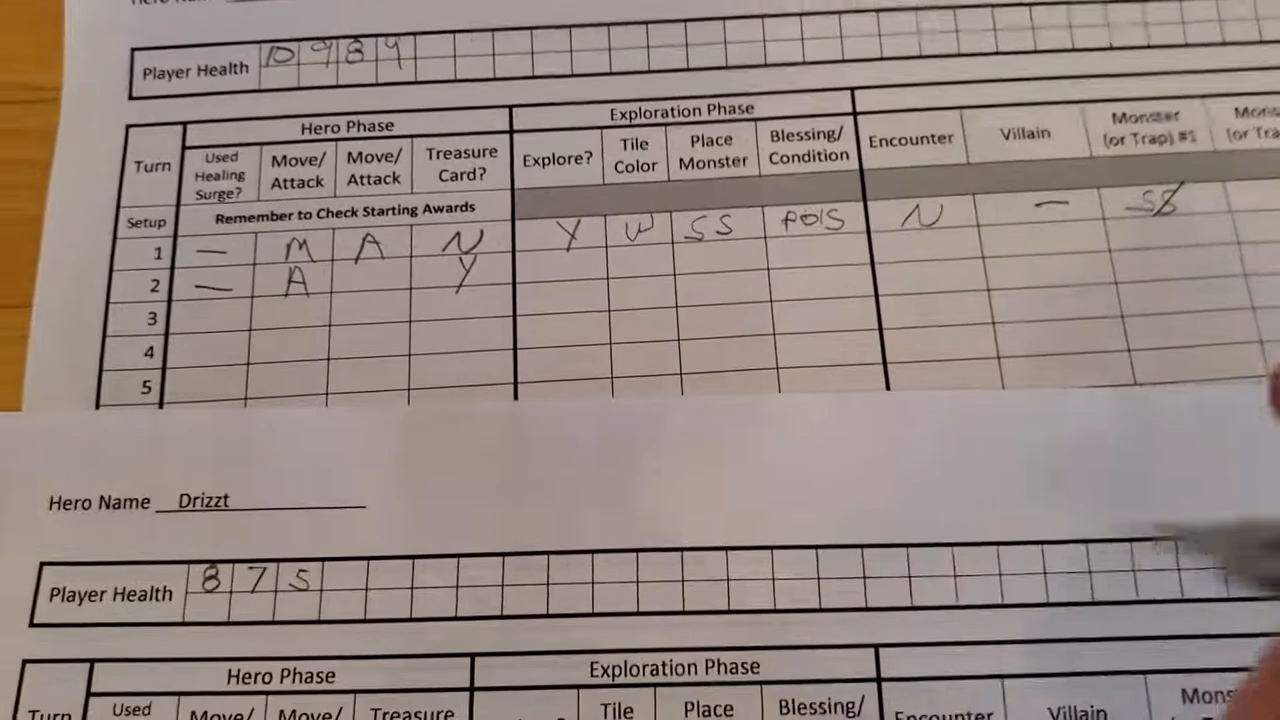 Player Health 10 9 8 4
Hero Phase Exploration Phase
Turn Used Healing Surge? Move/ Attack Move/ Attack Treasure Card? Explore? Tile Color Place Monster Blessing/ Condition Encounter Villain Monster (or Trap) #1
Setup Remember to Check Starting Awards
1 — M A N Y W SS POIS N — SS
2 — A Y
3
4
5
Hero Name Drizzt
Player Health 8 7 5
Hero Phase Exploration Phase
Turn Used Move/ Move/ Treasure Tile Place Blessing/ Encounter Villain